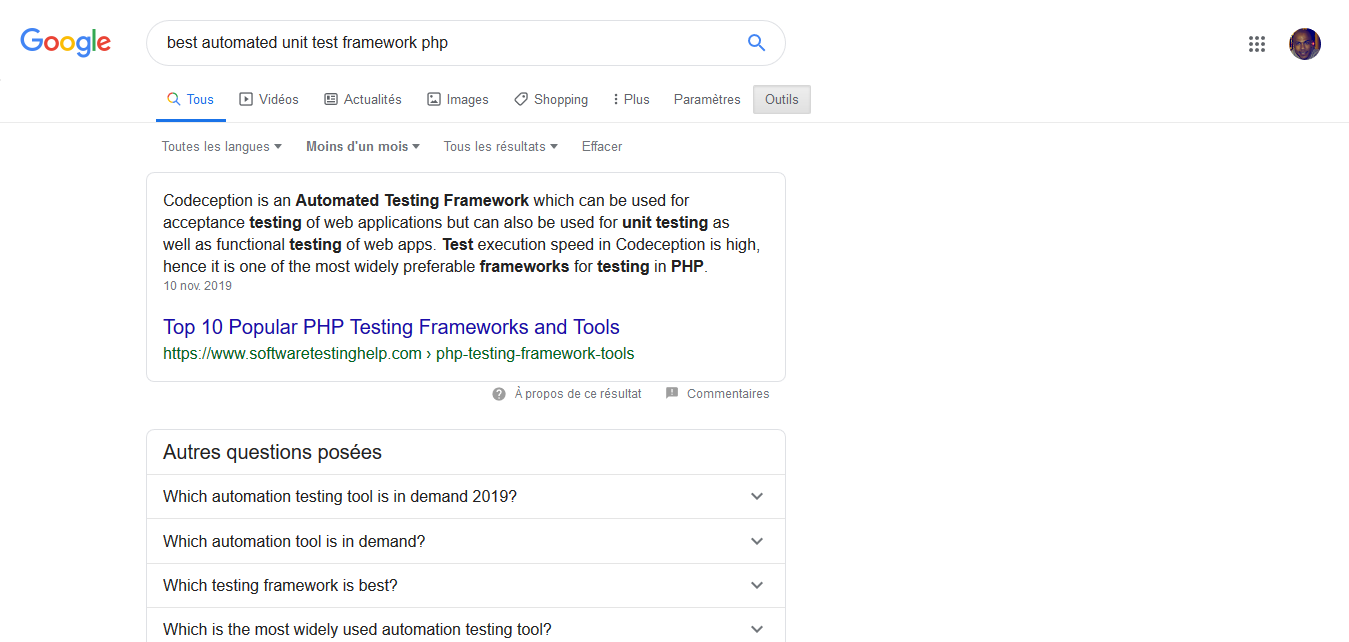 Google
best automated unit test framework php
Tous Vidéos Actualités Images Shopping Plus Paramètres Outils
Toutes les langues Moins d'un mois Tous les résultats Effacer
Codeception is an Automated Testing Framework which can be used for
acceptance testing of web applications but can also be used for unit testing as
well as functional testing of web apps. Test execution speed in Codeception is high,
hence it is one of the most widely preferable frameworks for testing in PHP.
10 nov. 2019
Top 10 Popular PHP Testing Frameworks and Tools
https://www.softwaretestinghelp.com › php-testing-framework-tools
À propos de ce résultat Commentaires
Autres questions posées
Which automation testing tool is in demand 2019?
Which automation tool is in demand?
Which testing framework is best?
Which is the most widely used automation testing tool?